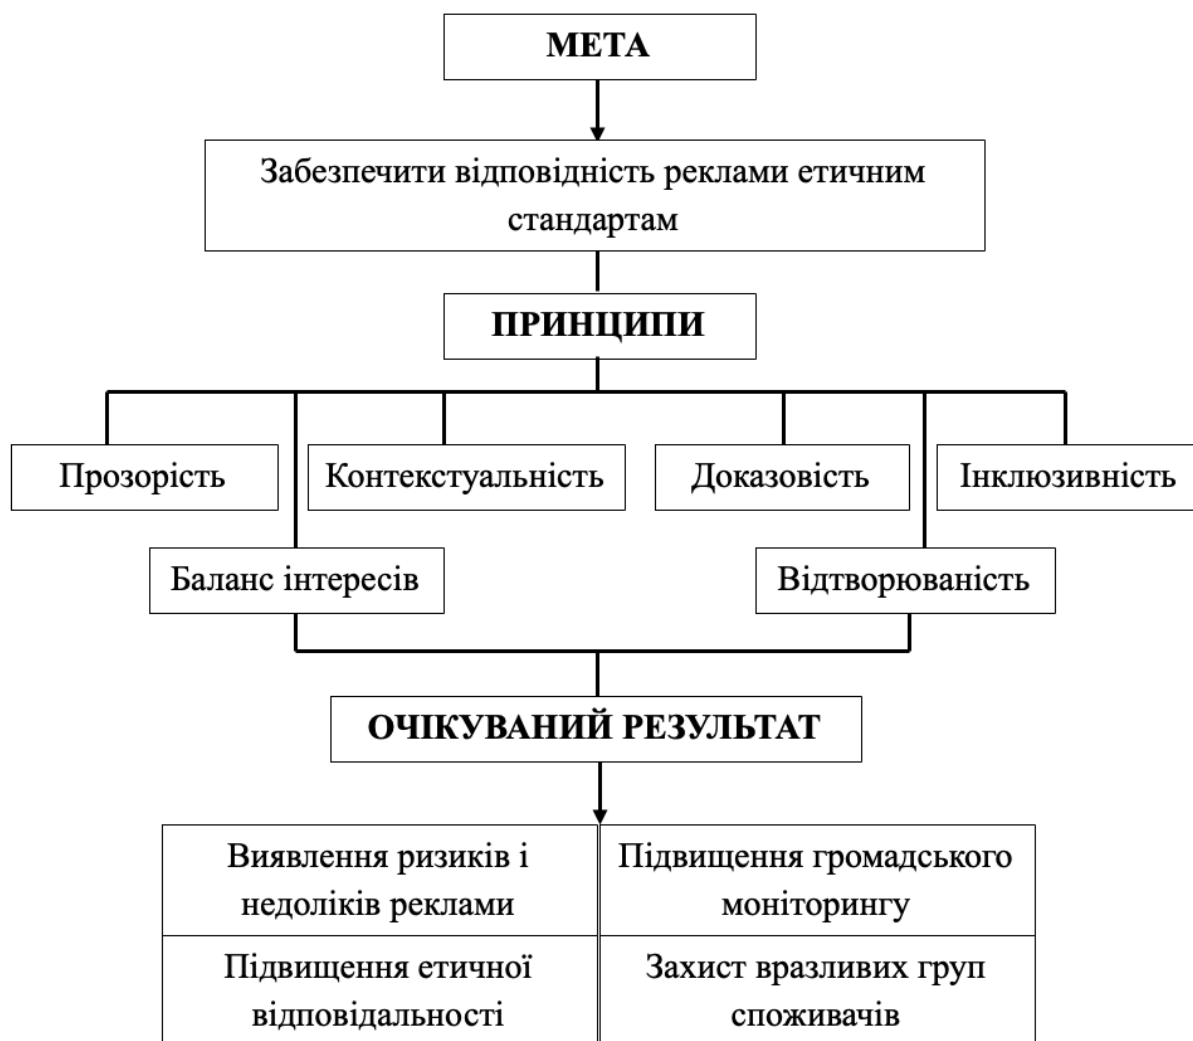 МЕТА
Забезпечити відповідність реклами етичним
стандартам
ПРИНЦИПИ
Прозорість
Контекстуальність
Доказовість
Інклюзивність
Баланс інтересів
Відтворюваність
ОЧІКУВАНИЙ РЕЗУЛЬТАТ
Виявлення ризиків і
недоліків реклами
Підвищення громадського
моніторингу
Підвищення етичної
відповідальності
Захист вразливих груп
споживачів